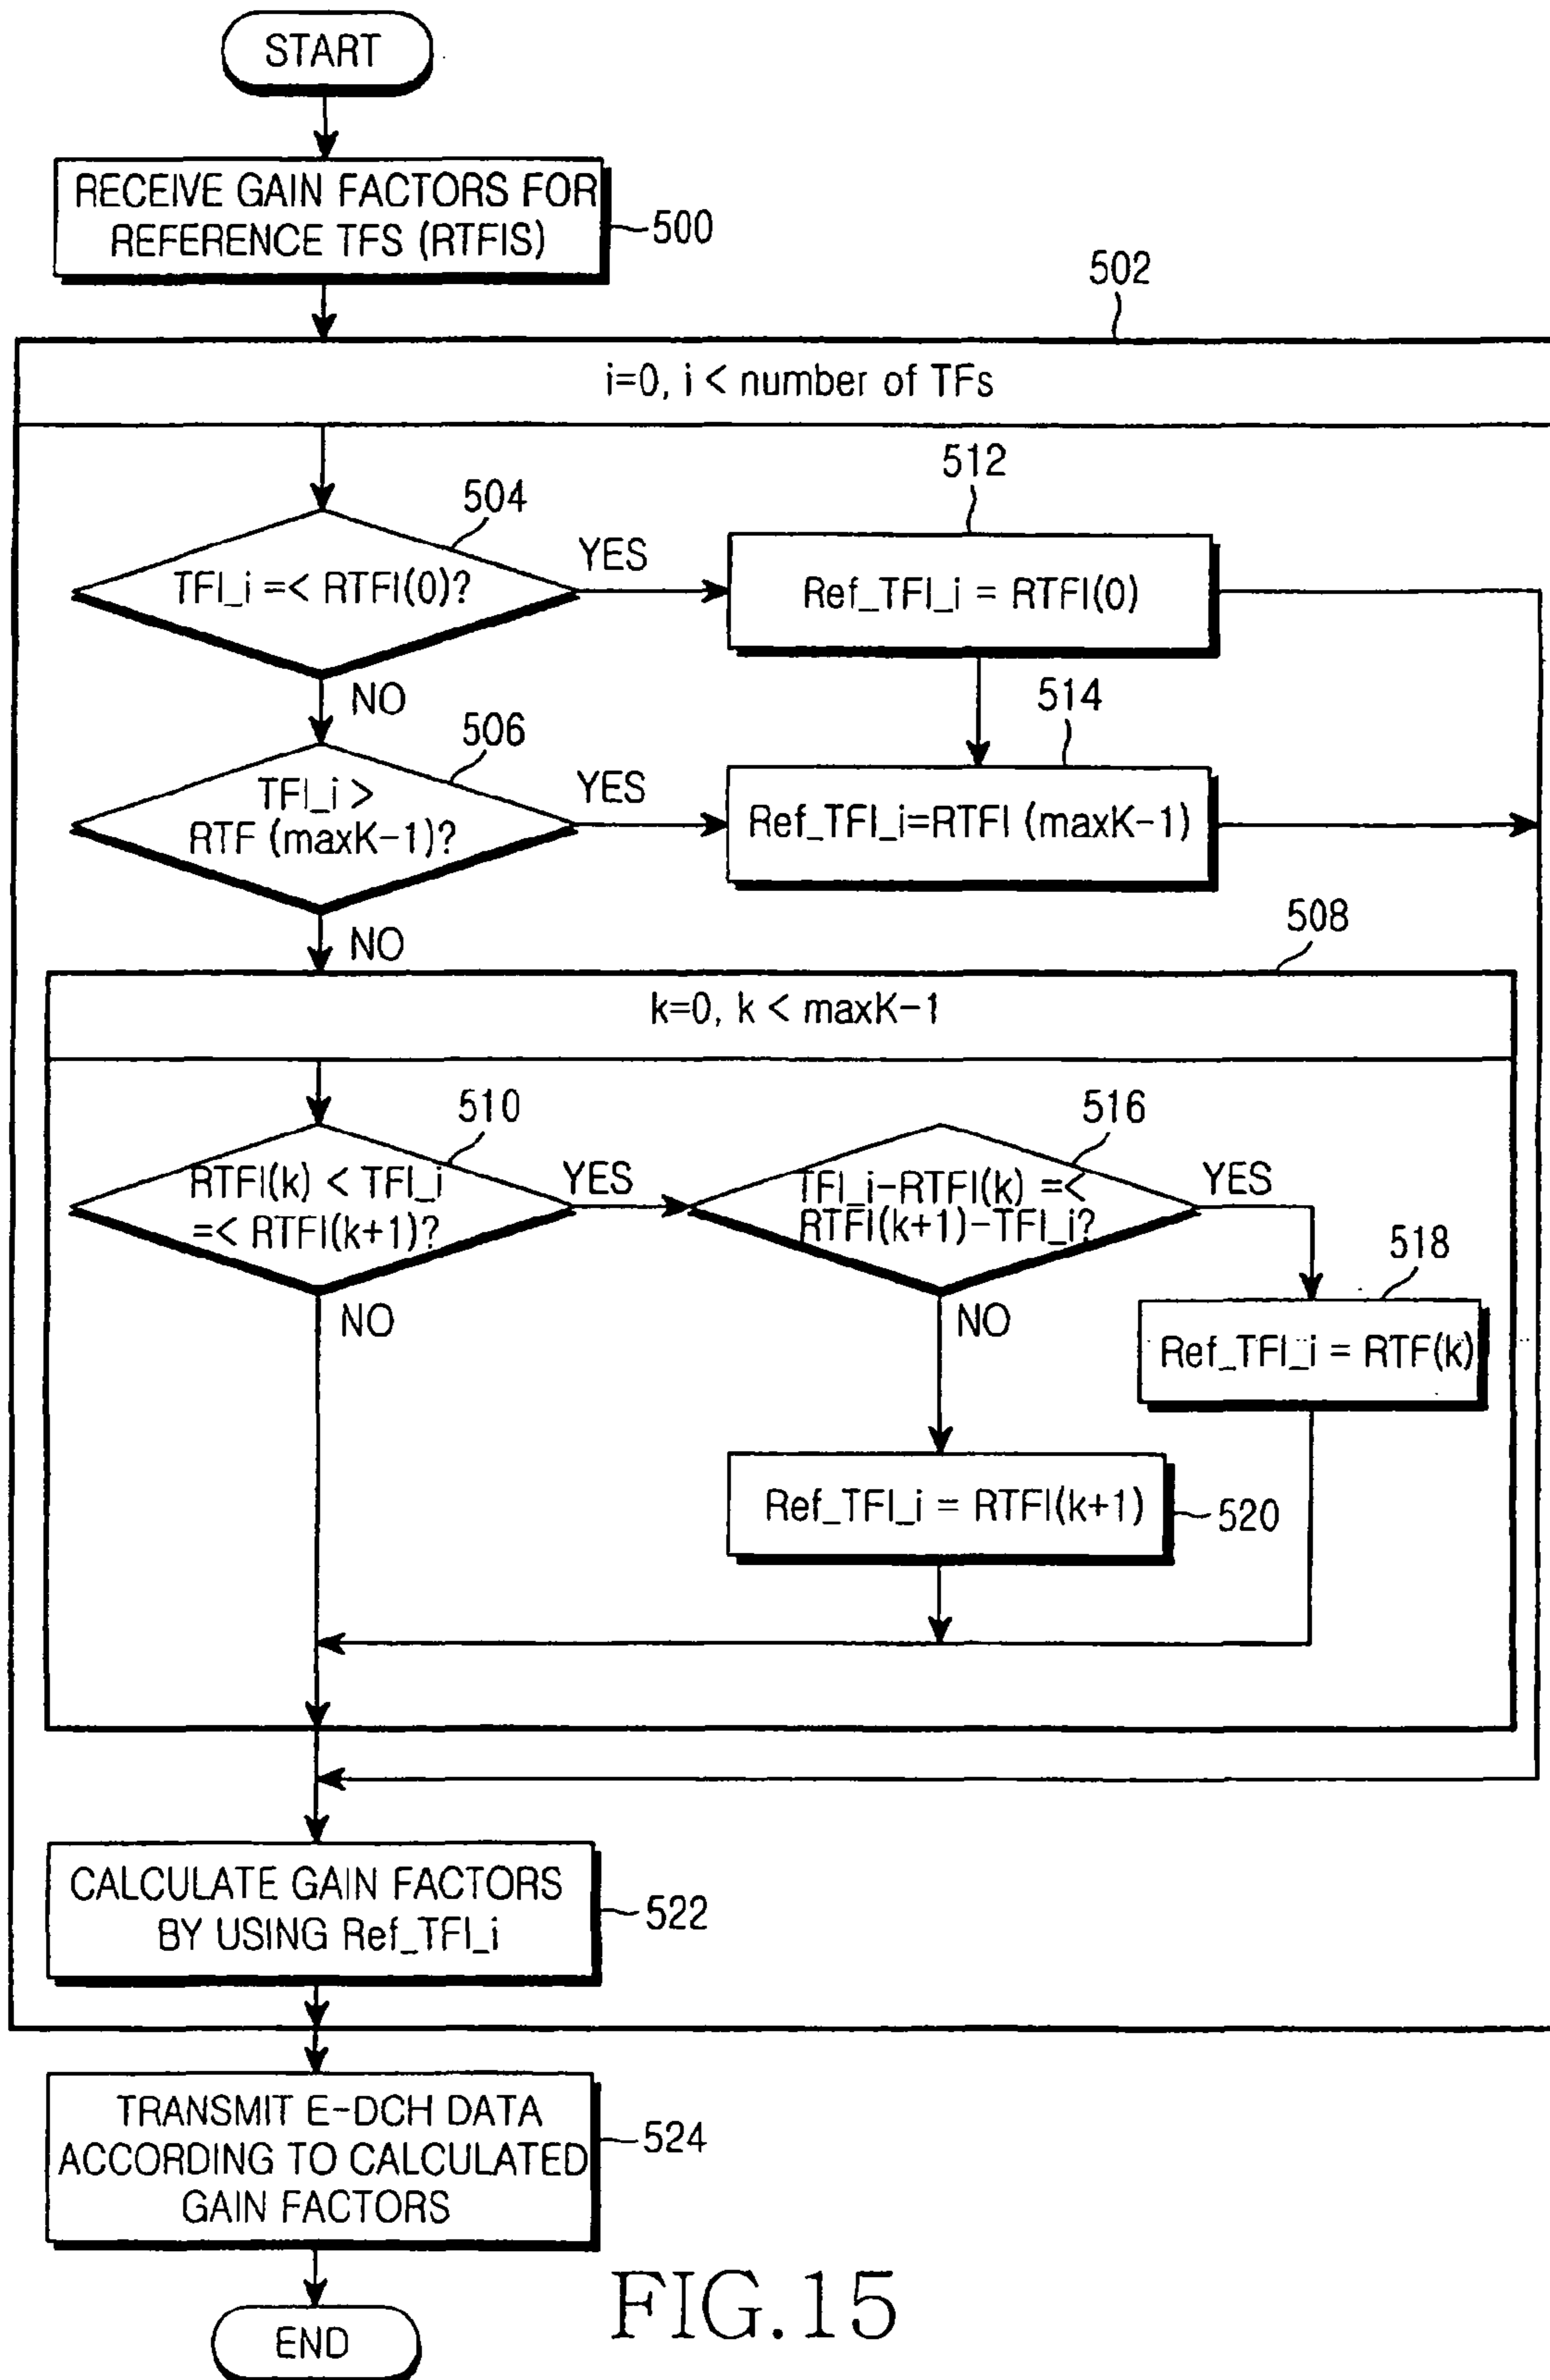 START
RECEIVE GAIN FACTORS FOR
REFERENCE TFS (RTFIS)
500
502
i=0, i < number of TFs
504
TFI_i =< RTFI(0)?
YES
512
Ref_TFI_i = RTFI(0)
NO
506
TFI_i >
RTF (maxK-1)?
YES
514
Ref_TFI_i=RTFI (maxK-1)
NO
508
k=0, k < maxK-1
510
RTFI(k) < TFI_i
=< RTFI(k+1)?
YES
516
TFI_i-RTFI(k) =<
RTFI(k+1)-TFI_i?
YES
518
Ref_TFI_i = RTF(k)
NO
NO
Ref_TFI_i = RTFI(k+1)
520
CALCULATE GAIN FACTORS
BY USING Ref_TFI_i
522
TRANSMIT E-DCH DATA
ACCORDING TO CALCULATED
GAIN FACTORS
524
END
FIG.15